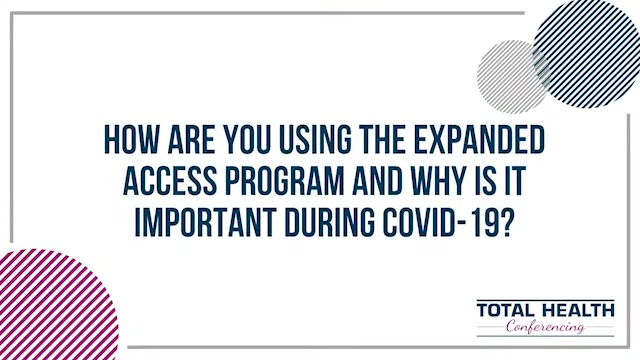 HOW ARE YOU USING THE EXPANDED
ACCESS PROGRAM AND WHY IS IT
IMPORTANT DURING COVID-19?
TOTAL HEALTH
Conferencing